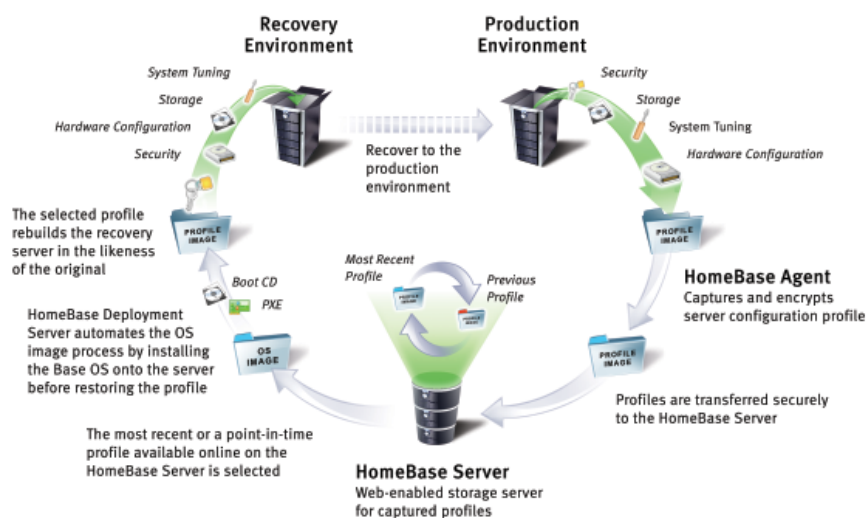 Recovery
Environment
Production
Environment
System Tuning
Storage
Hardware Configuration
Security
Security
Storage
System Tuning
Hardware Configuration
Recover to the
production
environment
PROFILE
IMAGE
The selected profile
rebuilds the recovery
server in the likeness
of the original
Boot CD
PXE
HomeBase Deployment
Server automates the OS
image process by installing
the Base OS onto the server
before restoring the profile
OS
IMAGE
The most recent or a point-in-time
profile available online on the
HomeBase Server is selected
Most Recent
Profile
Previous
Profile
PROFILE
IMAGE
PROFILE
IMAGE
HomeBase Server
Web-enabled storage server
for captured profiles
PROFILE
IMAGE
HomeBase Agent
Captures and encrypts
server configuration profile
PROFILE
IMAGE
Profiles are transferred securely
to the HomeBase Server